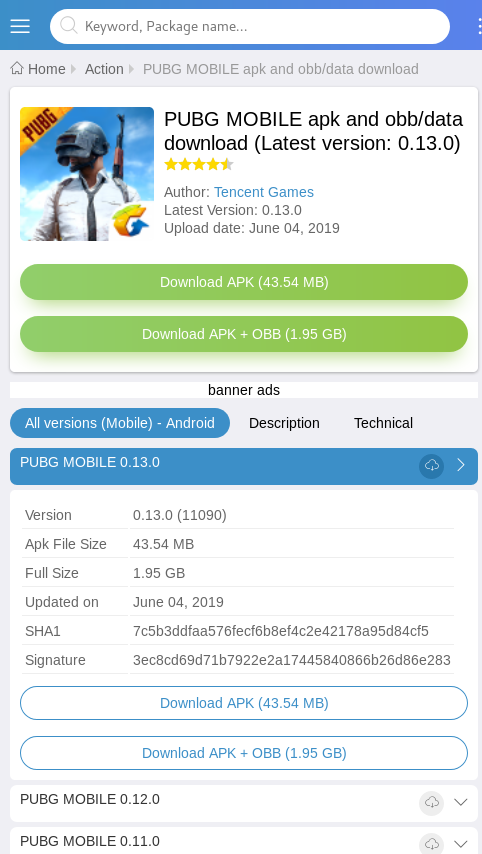 Keyword, Package name...
Home Action PUBG MOBILE apk and obb/data download
PUBG
PUBG MOBILE apk and obb/data
download (Latest version: 0.13.0)
Author: Tencent Games
Latest Version: 0.13.0
Upload date: June 04, 2019
Download APK (43.54 MB)
Download APK + OBB (1.95 GB)
banner ads
All versions (Mobile) - Android Description Technical
PUBG MOBILE 0.13.0
Version 0.13.0 (11090)
Apk File Size 43.54 MB
Full Size 1.95 GB
Updated on June 04, 2019
SHA1 7c5b3ddfaa576fecf6b8ef4c2e42178a95d84cf5
Signature 3ec8cd69d71b7922e2a17445840866b26d86e283
Download APK (43.54 MB)
Download APK + OBB (1.95 GB)
PUBG MOBILE 0.12.0
PUBG MOBILE 0.11.0